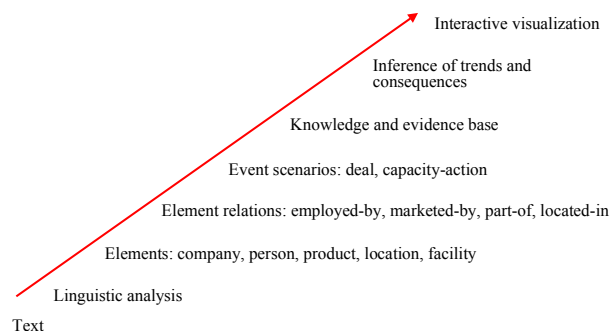 Interactive visualization
Inference of trends and
consequences
Knowledge and evidence base
Event scenarios: deal, capacity-action
Element relations: employed-by, marketed-by, part-of, located-in
Elements: company, person, product, location, facility
Linguistic analysis
Text